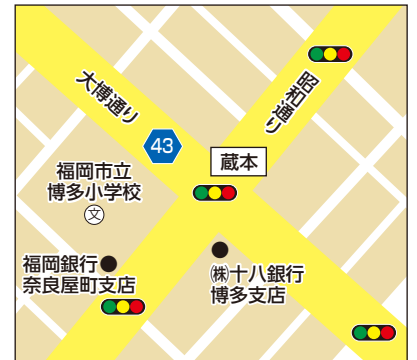 大博通り
昭和通り
43
蔵本
福岡市立
博多小学校
文
福岡銀行
奈良屋町支店
㈱十八銀行
博多支店